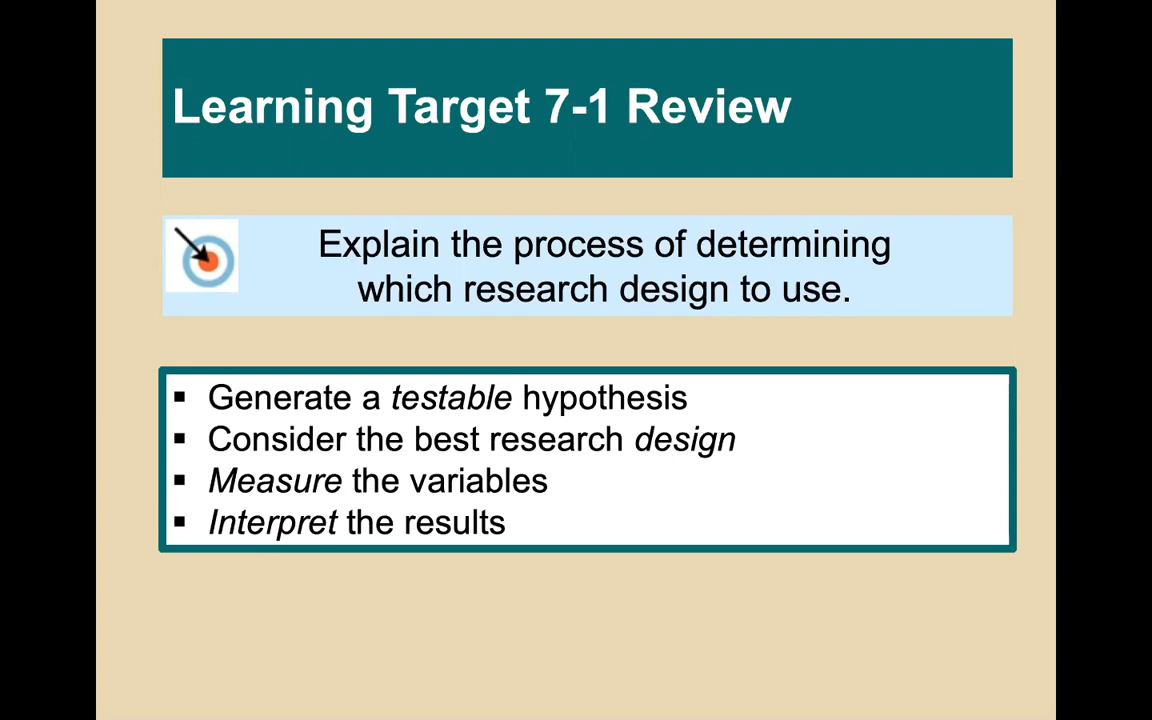 Learning Target 7-1 Review
Explain the process of determining
which research design to use.
▪ Generate a testable hypothesis
▪ Consider the best research design
▪ Measure the variables
▪ Interpret the results